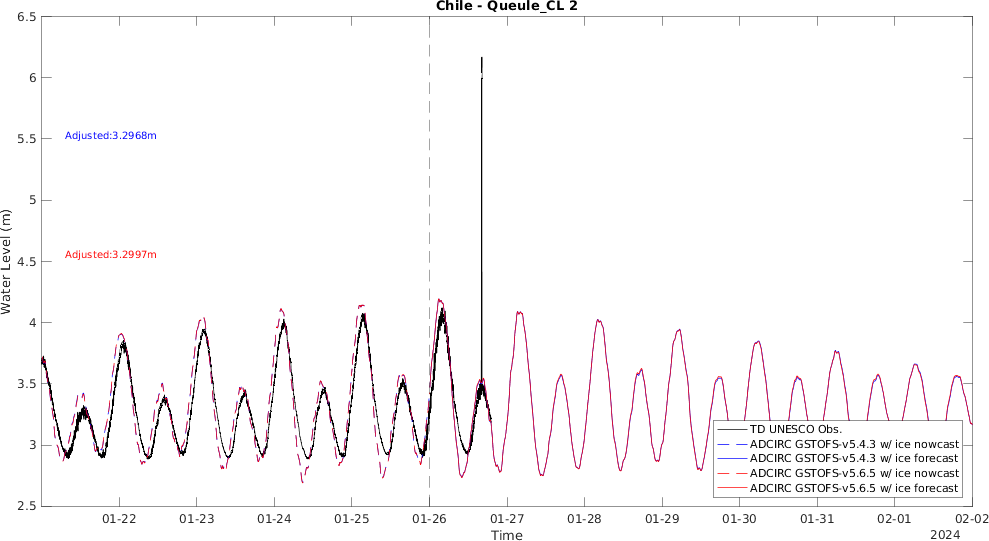 Chile - Queule_CL 2
6.5
6
5.5
5
4.5
4
3.5
3
2.5
Water Level (m)
Adjusted:3.2968m
Adjusted:3.2997m
TD UNESCO Obs.
ADCIRC GSTOFS-v5.4.3 w/ ice nowcast
ADCIRC GSTOFS-v5.4.3 w/ ice forecast
ADCIRC GSTOFS-v5.6.5 w/ ice nowcast
ADCIRC GSTOFS-v5.6.5 w/ ice forecast
01-22 01-23 01-24 01-25 01-26 01-27 01-28 01-29 01-30 01-31 02-01 02-02
Time
2024